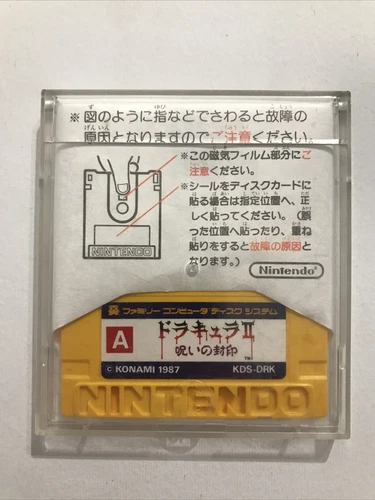 ※図のように指などでさわると故障の
原因となりますのでご注意ください。
※この磁気フィルム部分にご
注意ください。
※シールをディスクカードに
貼る場合は指定位置へ、正
しく貼ってください。（誤
った位置へ貼ったり、重ね
貼りをすると故障の原因と
なります。）
NINTENDO
Nintendo
ファミリー コンピュータ ディスク システム
A
ドラキュラII
呪いの封印
TM
© KONAMI 1987
KDS-DRK
NINTENDO